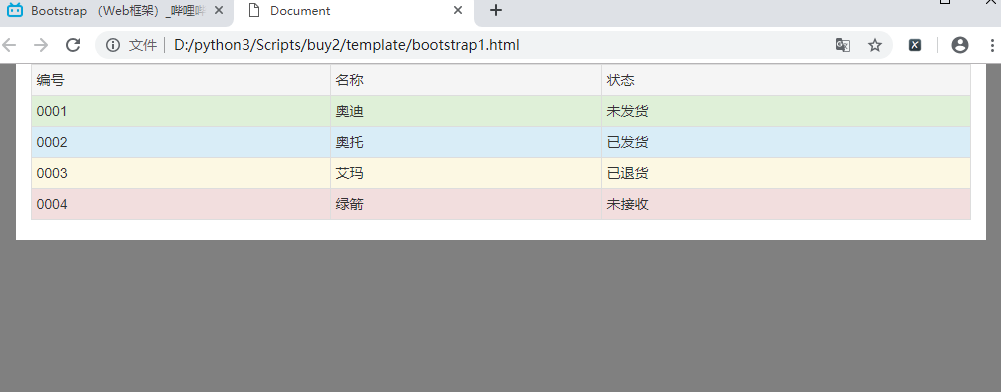 Bootstrap （Web框架）_哔哩哔
Document
文件 D:/python3/Scripts/buy2/template/bootstrap1.html
编号 名称 状态
0001 奥迪 未发货
0002 奥托 已发货
0003 艾玛 已退货
0004 绿箭 未接收